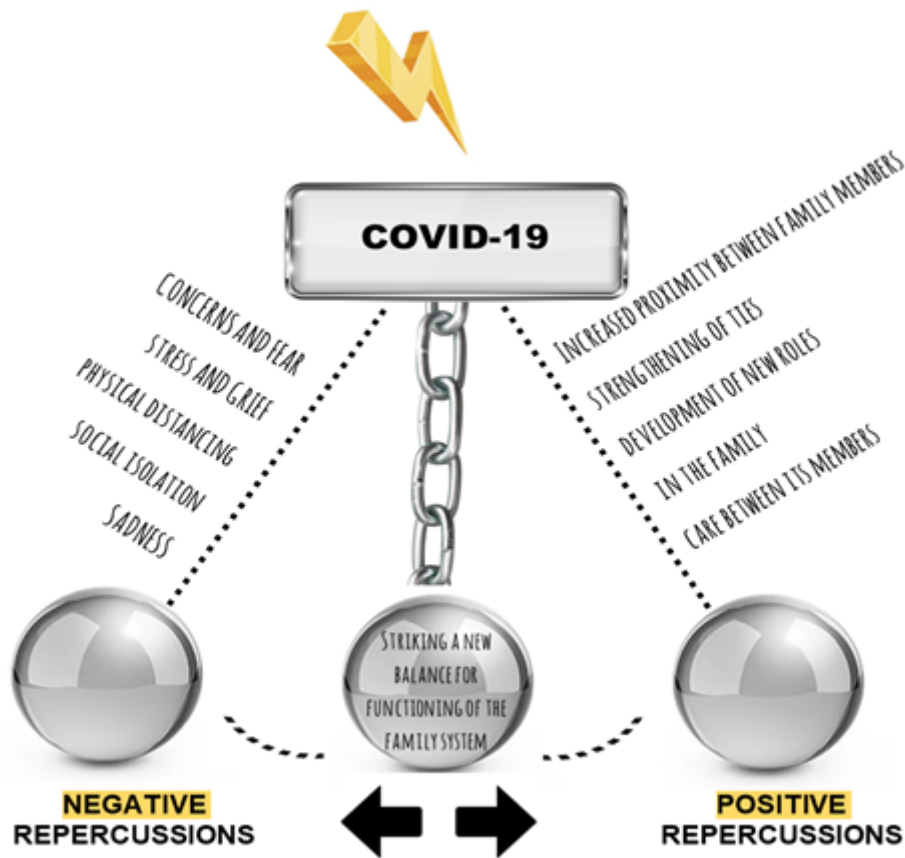 COVID-19
CONCERNS AND FEAR
STRESS AND GRIEF
PHYSICAL DISTANCING
SOCIAL ISOLATION
SADNESS
INCREASED PROXIMITY BETWEEN FAMILY MEMBERS
STRENGTHENING OF TIES
DEVELOPMENT OF NEW ROLES
IN THE FAMILY
CARE BETWEEN ITS MEMBERS
STRIKING A NEW
BALANCE FOR
FUNCTIONING OF THE
FAMILY SYSTEM
NEGATIVE
REPERCUSSIONS
POSITIVE
REPERCUSSIONS